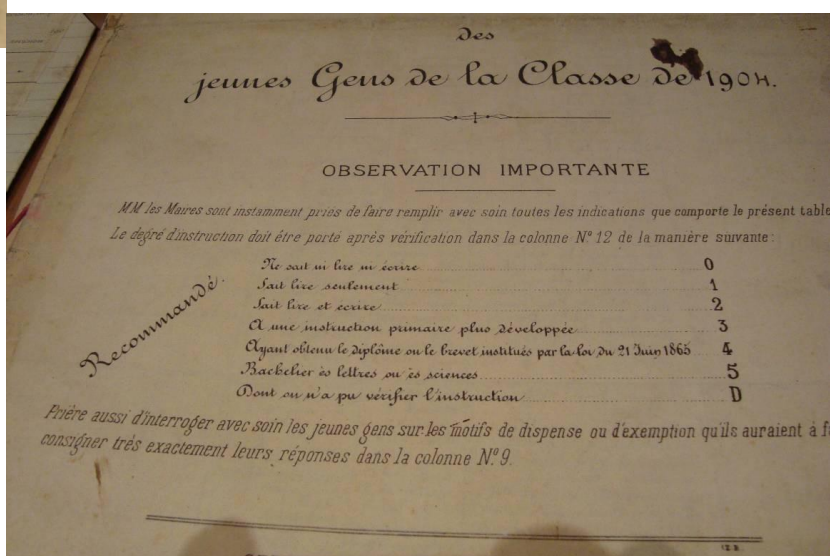 Des
jeunes Gens de la Classe de 1904.
OBSERVATION IMPORTANTE
MM les Maires sont instamment priés de faire remplir avec soin toutes les indications que comporte le présent table
Le degré d'instruction doit être porté après vérification dans la colonne N° 12 de la manière suivante:
Recommandé.
Ne sait ni lire ni écrire 0
Sait lire seulement 1
Sait lire et ecrire 2
A une instruction primaire plus développée 3
Ayant obtenu le diplôme ou le brevet institués par la loi du 21 Juin 1865 4
Bachelier ès lettres ou ès sciences 5
Dont on n'a pu vérifier l'instruction D
Prière aussi d'interroger avec soin les jeunes gens sur les motifs de dispense ou d'exemption qu'ils auraient à f
consigner trés exactement leurs réponses dans la colonne N° 9.